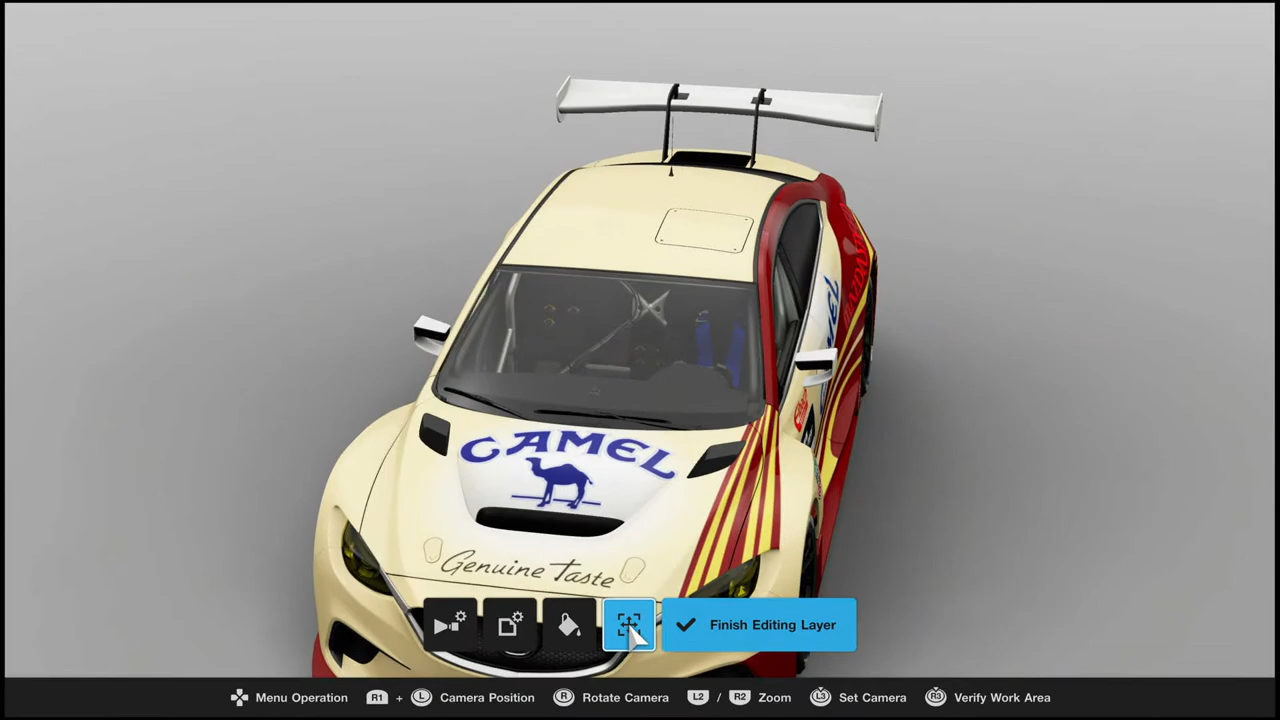 CAMEL
Genuine Taste
Finish Editing Layer
Menu Operation R1 + L Camera Position R Rotate Camera L2 / R2 Zoom L3 Set Camera R3 Verify Work Area